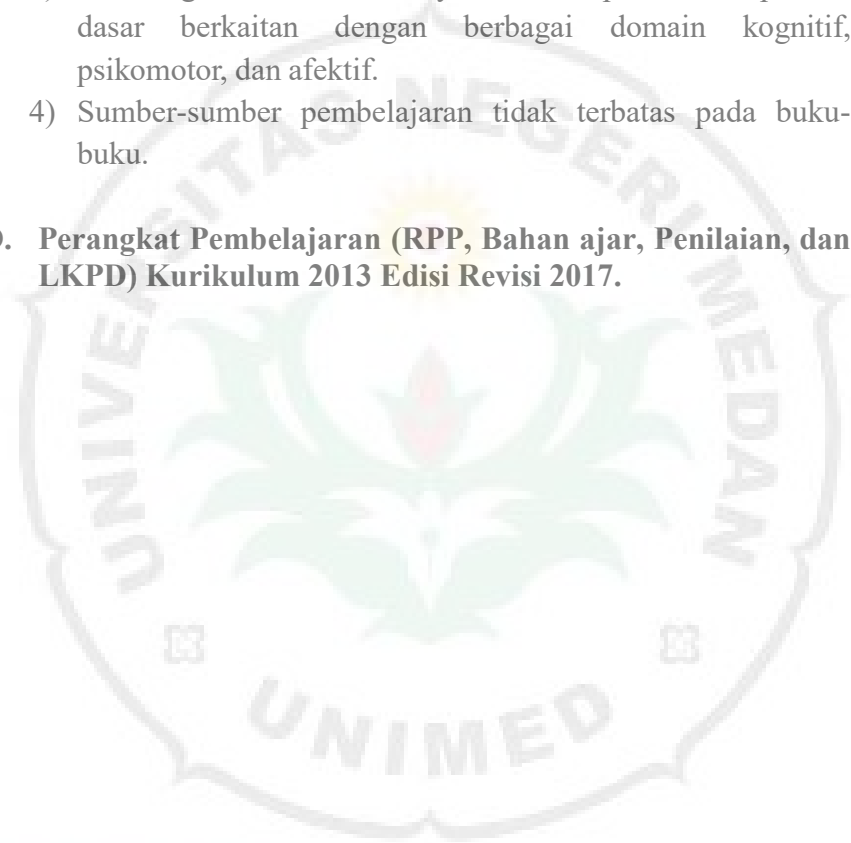 dasar berkaitan dengan berbagai domain kognitif,
psikomotor, dan afektif.
4) Sumber-sumber pembelajaran tidak terbatas pada buku-
buku.
. Perangkat Pembelajaran (RPP, Bahan ajar, Penilaian, dan
LKPD) Kurikulum 2013 Edisi Revisi 2017.
UNIVERSITAS NEGERI MEDAN
UNIMED